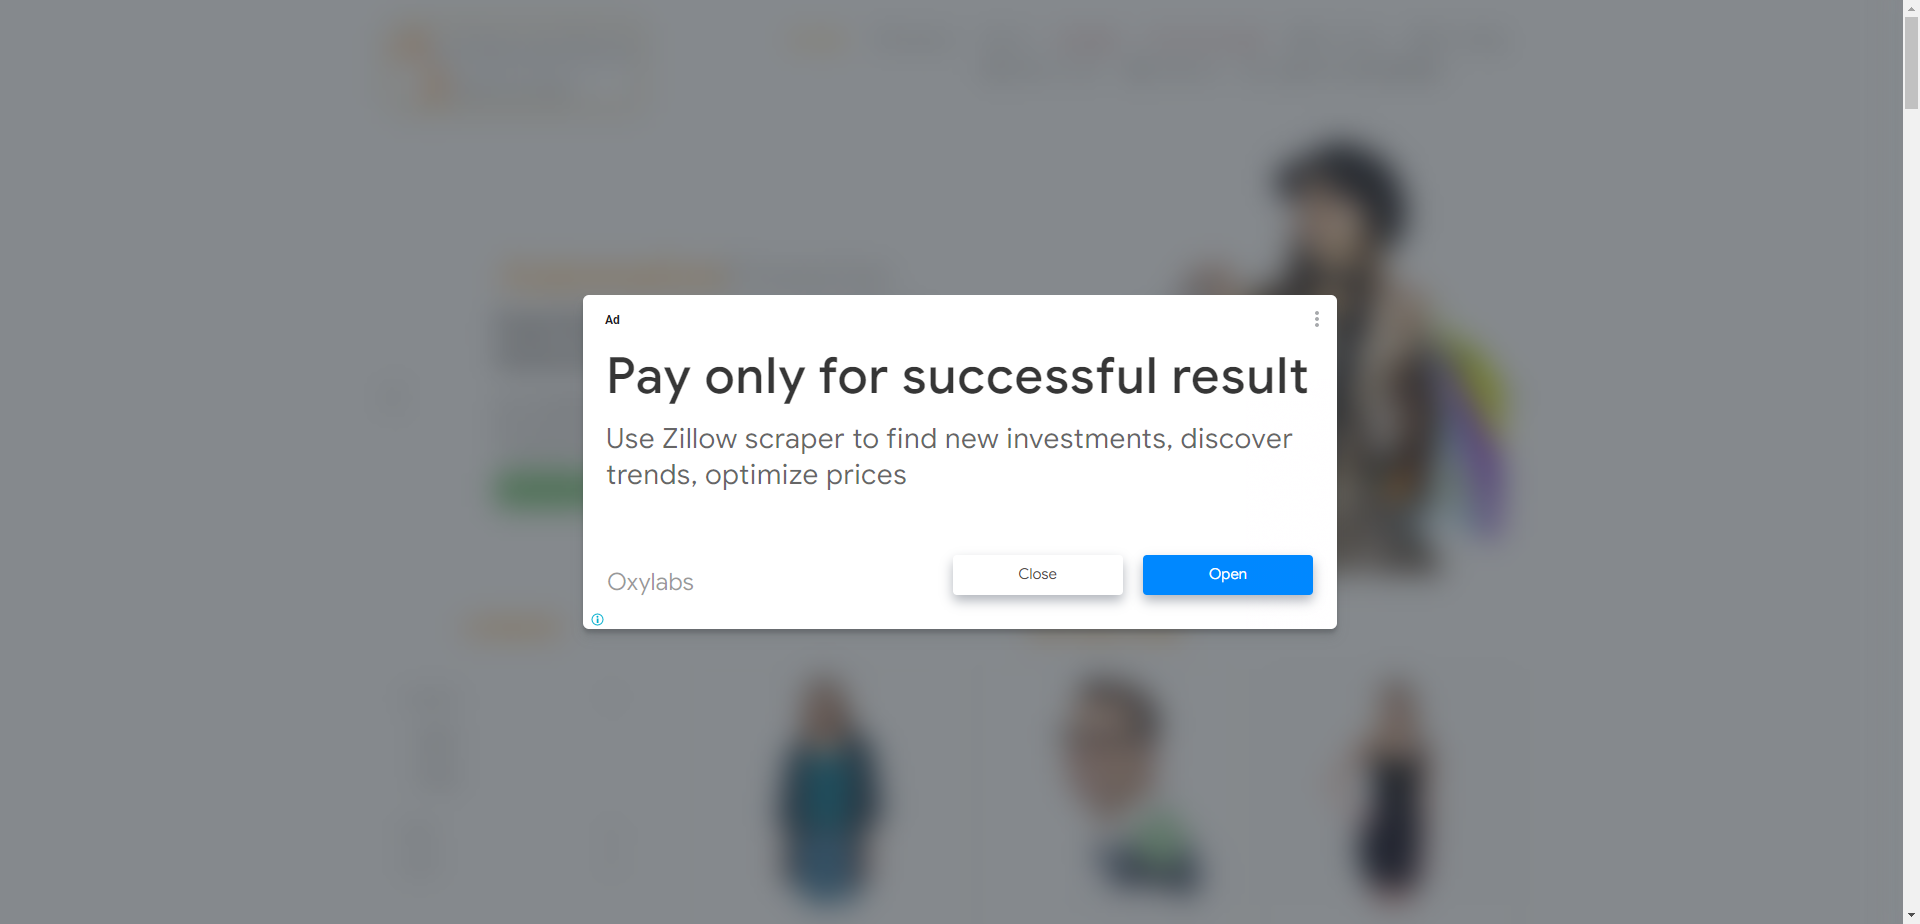 Ad
Pay only for successful result
Use Zillow scraper to find new investments, discover
trends, optimize prices
Oxylabs
Close
Open